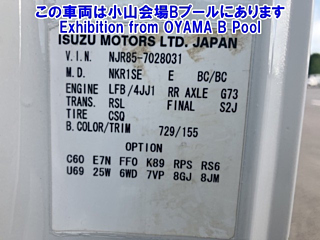 この車両は小山会場Bプールにあります
Exhibition from OYAMA B Pool
ISUZU MOTORS LTD. JAPAN
V.I.N. NJR85-7028031
M.D. NKR1SE E BC/BC
ENGINE LFB/4JJ1 RR AXLE G73
TRANS. RSL FINAL S2J
TIRE CSQ
B.COLOR/TRIM 729/155
OPTION
C60 E7N FF0 K89 RPS RS6
U69 25W 6WD 7VP 8GJ 8JM